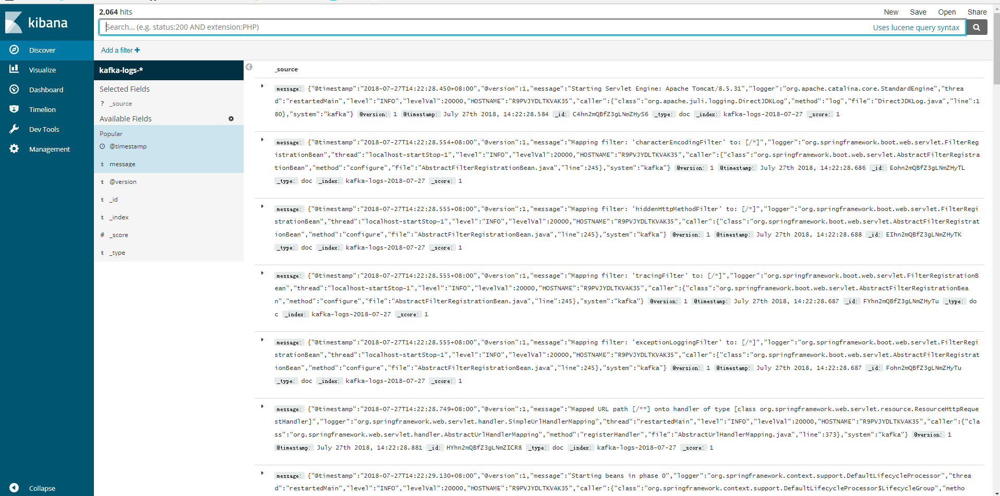 2,064 hits
New Save Open Share
kibana
Search... (e.g. status:200 AND extension:PHP)
Uses lucene query syntax
Discover
Visualize
Dashboard
Timelion
Dev Tools
Management
Collapse
Add a filter +
kafka-logs-*
Selected Fields
? _source
Available Fields
Popular
@timestamp
t message
t @version
t _id
t _index
# _score
t _type
_source
message: {"@timestamp":"2018-07-27T14:22:28.450+08:00","@version":1,"message":"Starting Servlet Engine: Apache Tomcat/8.5.31","logger":"org.apache.catalina.core.StandardEngine","threa
d":"restartedMain","level":"INFO","levelVal":20000,"HOSTNAME":"R9PVJYDLTKVAK35","caller":{"class":"org.apache.juli.logging.DirectJDKLog","method":"log","file":"DirectJDKLog.java","line":1
80},"system":"kafka"} @version: 1 @timestamp: July 27th 2018, 14:22:28.584 _id: C4hn2mQBfZ3gLNmZHyS6 _type: doc _index: kafka-logs-2018-07-27 _score: 1
message: {"@timestamp":"2018-07-27T14:22:28.554+08:00","@version":1,"message":"Mapping filter: 'characterEncodingFilter' to: [/*]","logger":"org.springframework.boot.web.servlet.FilterReg
istrationBean","thread":"localhost-startStop-1","level":"INFO","levelVal":20000,"HOSTNAME":"R9PVJYDLTKVAK35","caller":{"class":"org.springframework.boot.web.servlet.AbstractFilterRegistra
tionBean","method":"configure","file":"AbstractFilterRegistrationBean.java","line":245},"system":"kafka"} @version: 1 @timestamp: July 27th 2018, 14:22:28.686 _id: Eohn2mQBfZ3gLNmZHyTL
_type: doc _index: kafka-logs-2018-07-27 _score: 1
message: {"@timestamp":"2018-07-27T14:22:28.555+08:00","@version":1,"message":"Mapping filter: 'hiddenHttpMethodFilter' to: [/*]","logger":"org.springframework.boot.web.servlet.FilterRegi
strationBean","thread":"localhost-startStop-1","level":"INFO","levelVal":20000,"HOSTNAME":"R9PVJYDLTKVAK35","caller":{"class":"org.springframework.boot.web.servlet.AbstractFilterRegistrat
ionBean","method":"configure","file":"AbstractFilterRegistrationBean.java","line":245},"system":"kafka"} @version: 1 @timestamp: July 27th 2018, 14:22:28.688 _id: EIhn2mQBfZ3gLNmZHyTK
_type: doc _index: kafka-logs-2018-07-27 _score: 1
message: {"@timestamp":"2018-07-27T14:22:28.555+08:00","@version":1,"message":"Mapping filter: 'tracingFilter' to: [/*]","logger":"org.springframework.boot.web.servlet.FilterRegistrationB
ean","thread":"localhost-startStop-1","level":"INFO","levelVal":20000,"HOSTNAME":"R9PVJYDLTKVAK35","caller":{"class":"org.springframework.boot.web.servlet.AbstractFilterRegistrationBea
n","method":"configure","file":"AbstractFilterRegistrationBean.java","line":245},"system":"kafka"} @version: 1 @timestamp: July 27th 2018, 14:22:28.687 _id: FYhn2mQBfZ3gLNmZHyTu _type: do
c _index: kafka-logs-2018-07-27 _score: 1
message: {"@timestamp":"2018-07-27T14:22:28.555+08:00","@version":1,"message":"Mapping filter: 'exceptionLoggingFilter' to: [/*]","logger":"org.springframework.boot.web.servlet.FilterRegi
strationBean","thread":"localhost-startStop-1","level":"INFO","levelVal":20000,"HOSTNAME":"R9PVJYDLTKVAK35","caller":{"class":"org.springframework.boot.web.servlet.AbstractFilterRegistrat
ionBean","method":"configure","file":"AbstractFilterRegistrationBean.java","line":245},"system":"kafka"} @version: 1 @timestamp: July 27th 2018, 14:22:28.687 _id: Fohn2mQBfZ3gLNmZHyTu
_type: doc _index: kafka-logs-2018-07-27 _score: 1
message: {"@timestamp":"2018-07-27T14:22:28.749+08:00","@version":1,"message":"Mapped URL path [/**] onto handler of type [class org.springframework.web.servlet.resource.ResourceHttpReque
stHandler]","logger":"org.springframework.web.servlet.handler.SimpleUrlHandlerMapping","thread":"restartedMain","level":"INFO","levelVal":20000,"HOSTNAME":"R9PVJYDLTKVAK35","caller":{"cla
ss":"org.springframework.web.servlet.handler.AbstractUrlHandlerMapping","method":"registerHandler","file":"AbstractUrlHandlerMapping.java","line":373},"system":"kafka"} @version: 1
@timestamp: July 27th 2018, 14:22:28.881 _id: HYhn2mQBfZ3gLNmZICR8 _type: doc _index: kafka-logs-2018-07-27 _score: 1
message: {"@timestamp":"2018-07-27T14:22:29.130+08:00","@version":1,"message":"Starting beans in phase 0","logger":"org.springframework.context.support.DefaultLifecycleProcessor","threa
d":"restartedMain","level":"INFO","levelVal":20000,"HOSTNAME":"R9PVJYDLTKVAK35","caller":{"class":"org.springframework.context.support.DefaultLifecycleProcessor$LifecycleGroup","metho